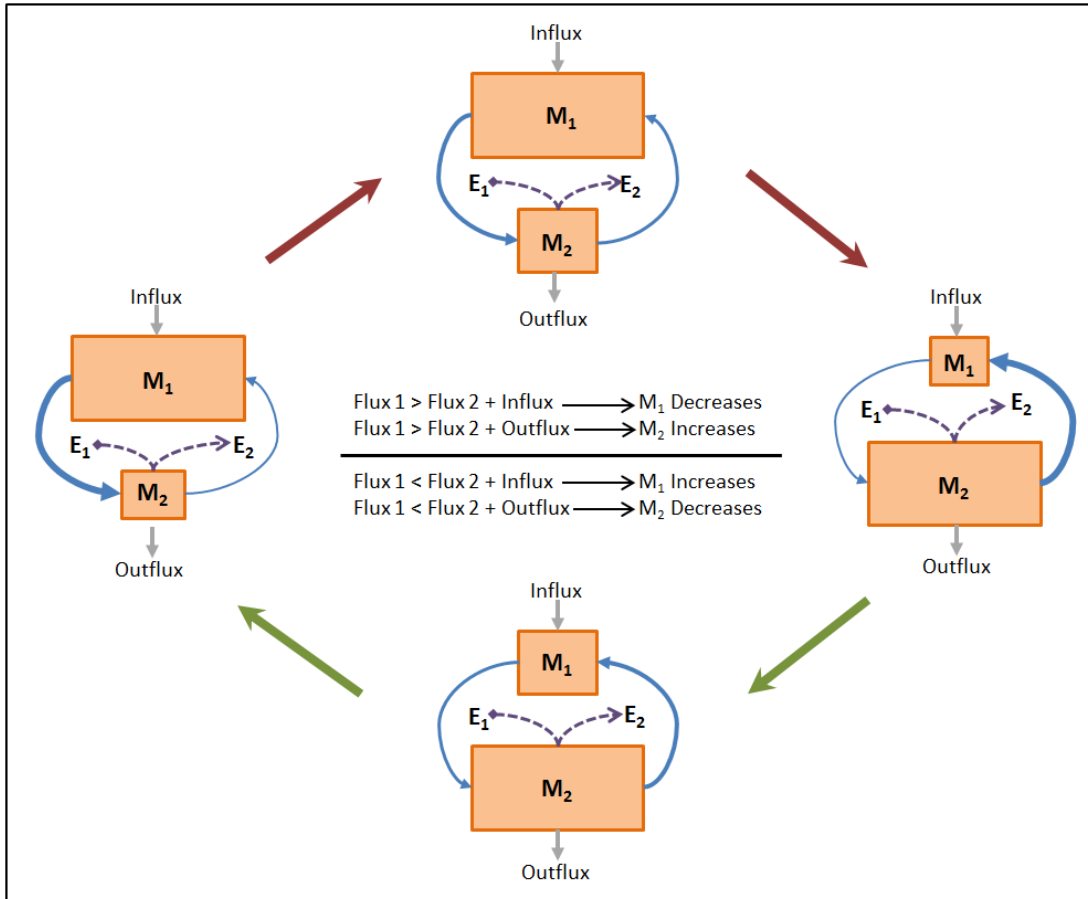 Influx
M₁
E₁
E₂
M₂
Outflux
Influx
M₁
E₁
E₂
M₂
Outflux
Flux 1 > Flux 2 + Influx ⟶ M₁ Decreases
Flux 1 > Flux 2 + Outflux ⟶ M₂ Increases
Flux 1 < Flux 2 + Influx ⟶ M₁ Increases
Flux 1 < Flux 2 + Outflux ⟶ M₂ Decreases
Influx
M₁
E₁
E₂
M₂
Outflux
Influx
M₁
E₁
E₂
M₂
Outflux